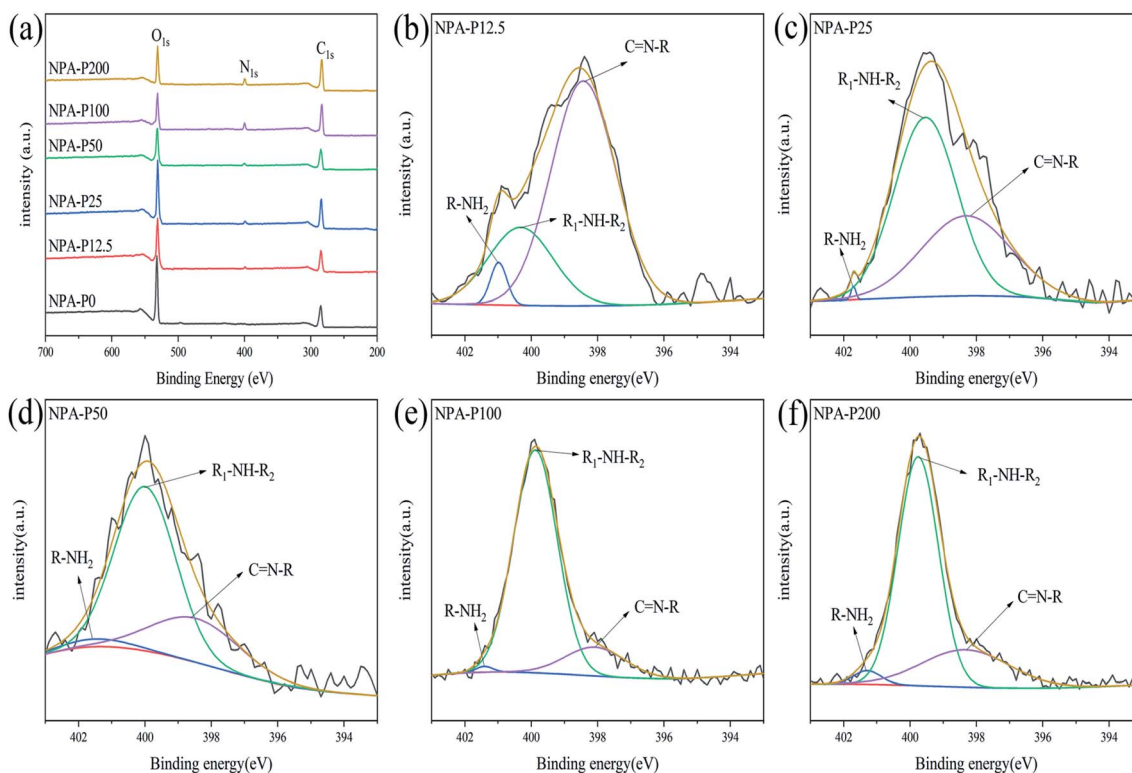 (a)
O1s
N1s
C1s
NPA-P200
NPA-P100
NPA-P50
NPA-P25
NPA-P12.5
NPA-P0
intensity (a.u.)
700 600 500 400 300 200
Binding Energy (eV)
(b) NPA-P12.5
C=N-R
R-NH2
R1-NH-R2
intensity (a.u.)
402 400 398 396 394
Binding energy(eV)
(c) NPA-P25
R1-NH-R2
C=N-R
R-NH2
intensity (a.u.)
402 400 398 396 394
Binding energy(eV)
(d) NPA-P50
R1-NH-R2
R-NH2
C=N-R
intensity(a.u.)
402 400 398 396 394
Binding energy(eV)
(e) NPA-P100
R1-NH-R2
R-NH2
C=N-R
intensity(a.u.)
402 400 398 396 394
Binding energy(eV)
(f) NPA-P200
R1-NH-R2
R-NH2
C=N-R
intensity(a.u.)
402 400 398 396 394
Binding energy(eV)